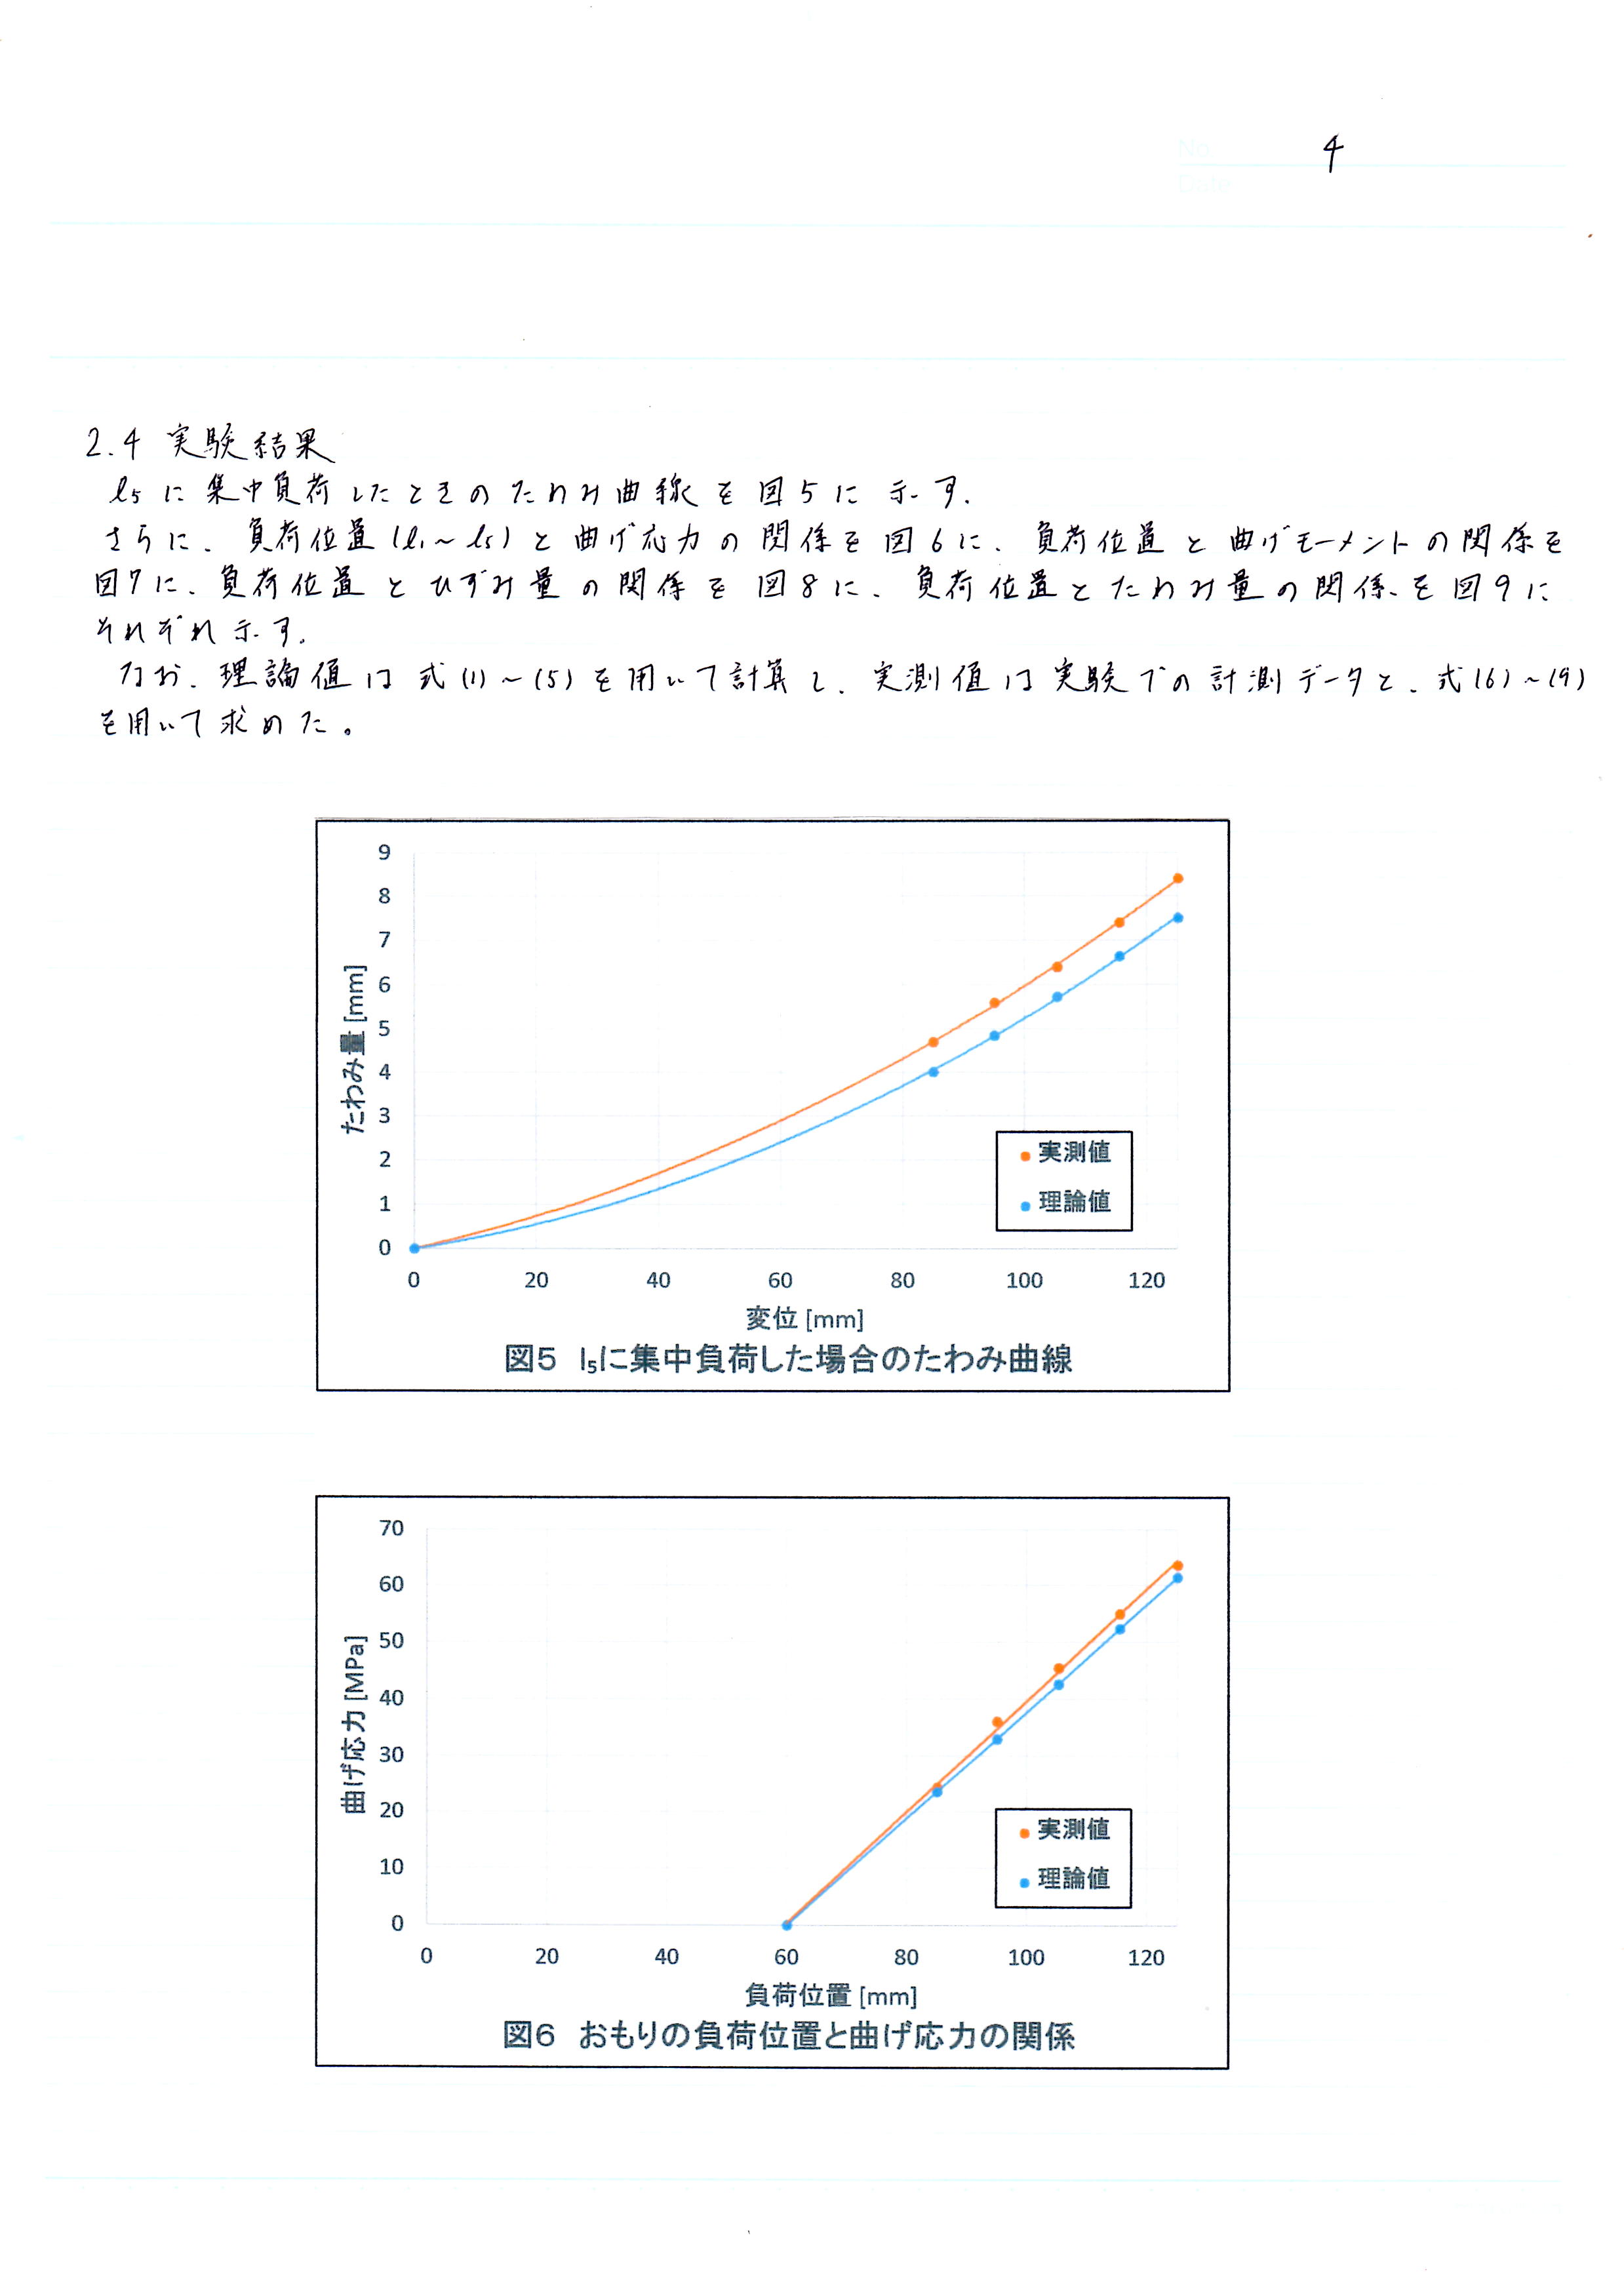 No.
4
Date
2.4 実験結果
l5 に集中負荷したときのたわみ曲線を図5に示す.
さらに、負荷位置(l1~l5)と曲げ応力の関係を図6に、負荷位置と曲げモーメントの関係を
図7に、負荷位置とひずみ量の関係を図8に、負荷位置とたわみ量の関係を図9に
それぞれ示す.
なお、理論値は式(1)~(5)を用いて計算し、実測値は実験での計測データと、式(6)~(9)
を用いて求めた。
9
8
7
6
5
4
3
2
1
0
たわみ量 [mm]
実測値
理論値
0 20 40 60 80 100 120
変位 [mm]
図5 l5に集中負荷した場合のたわみ曲線
70
60
50
40
30
20
10
0
曲げ応力 [MPa]
実測値
理論値
0 20 40 60 80 100 120
負荷位置 [mm]
図6 おもりの負荷位置と曲げ応力の関係